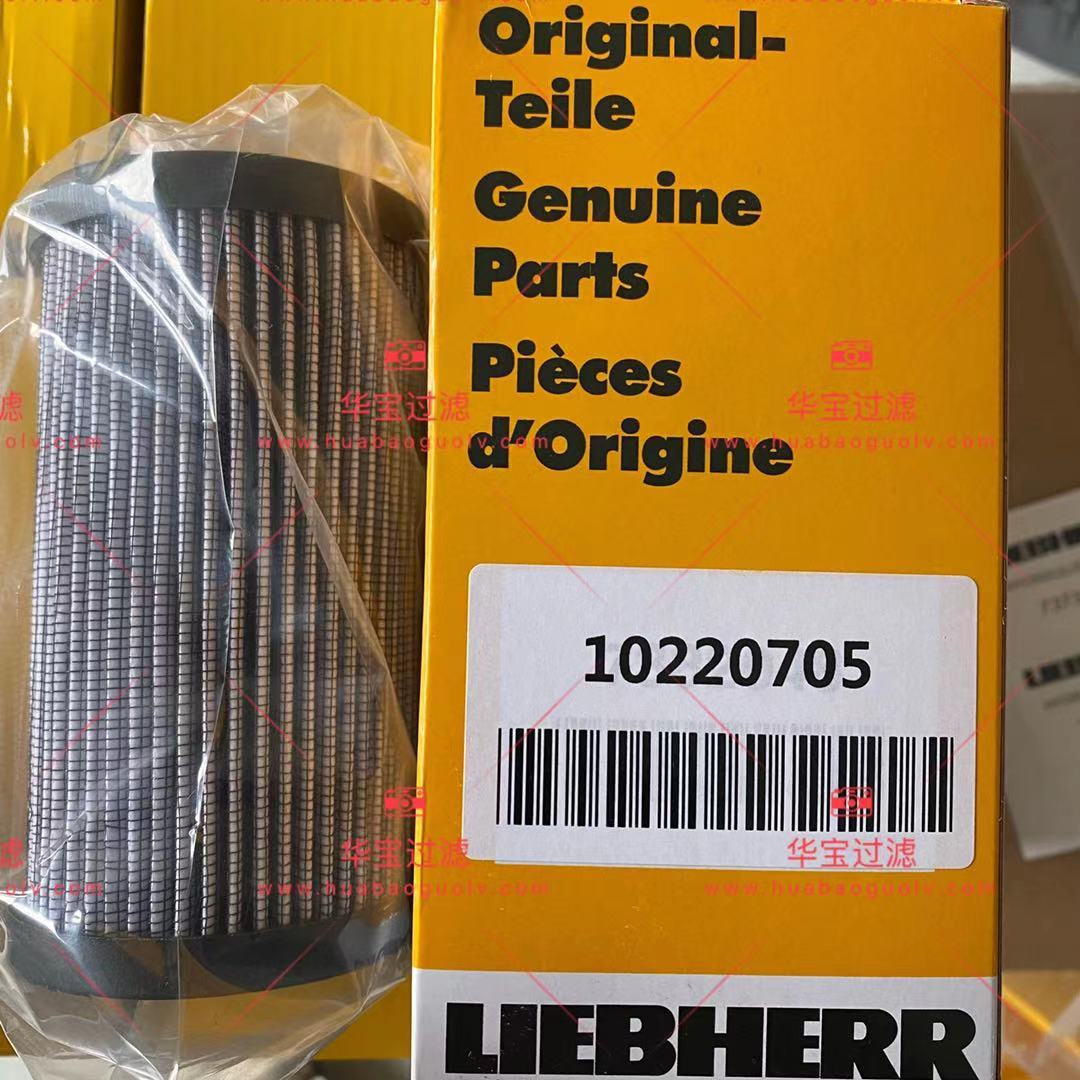 Original-
Teile
Genuine
Parts
Pièces
d'Origine
华宝过滤
www.huabaoguolv.com
华宝过滤
www.huabaoguolv.com
10220705
华宝过滤
www.huabaoguolv.com
华宝过滤
www.huabaoguolv.com
LIEBHERR